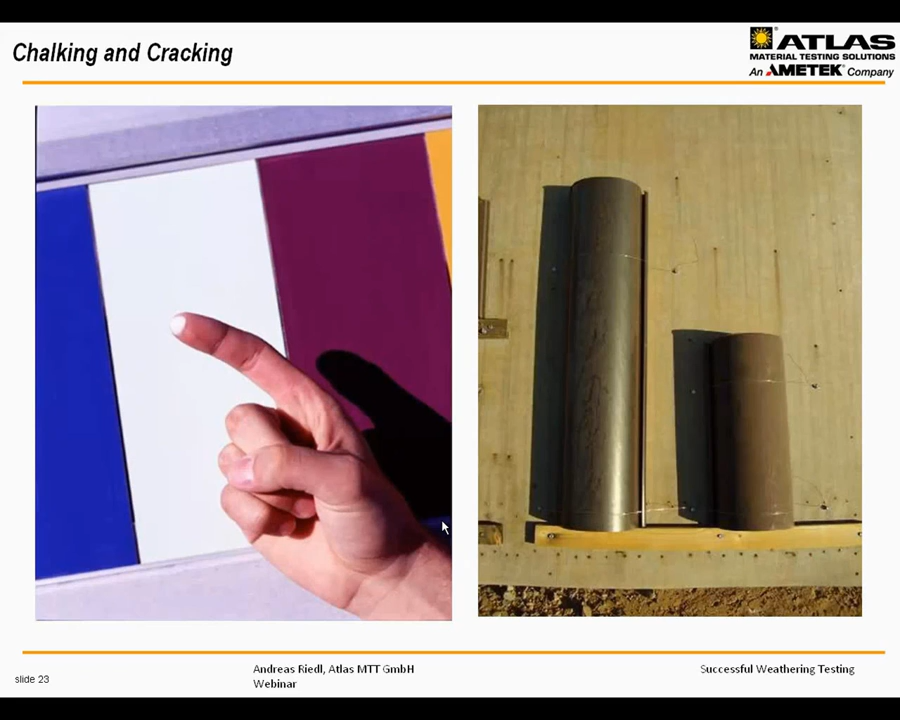 Chalking and Cracking
ATLAS
MATERIAL TESTING SOLUTIONS
An AMETEK® Company
slide 23
Andreas Riedl, Atlas MTT GmbH
Webinar
Successful Weathering Testing